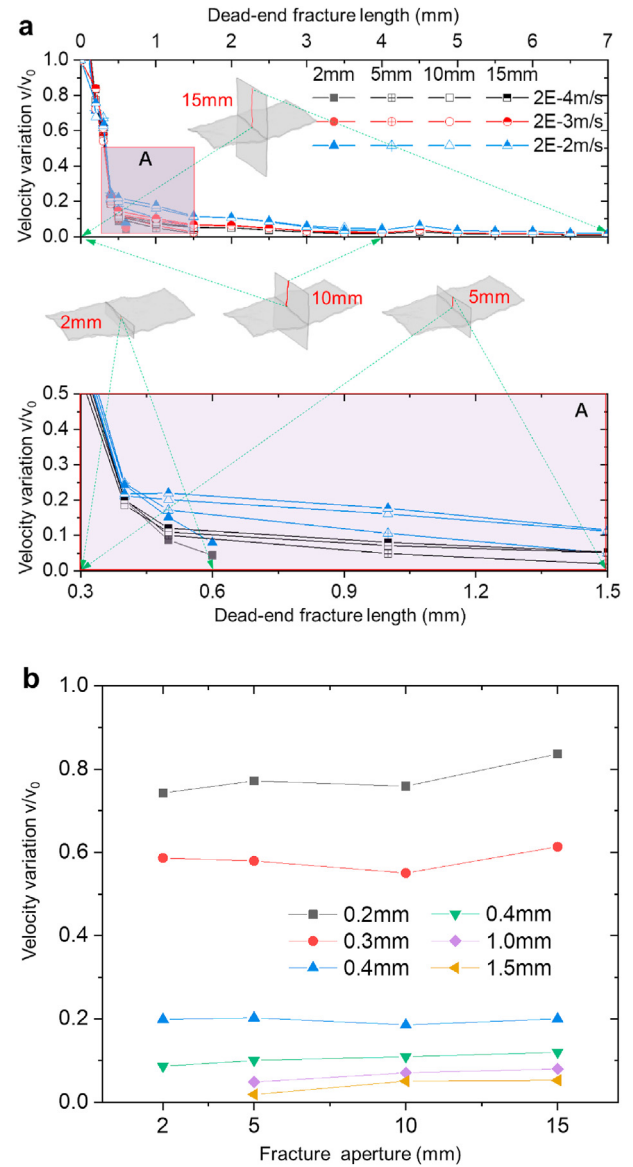 a
Dead-end fracture length (mm)
0 1 2 3 4 5 6 7
Velocity variation v/v₀
1.0
0.8
0.6
0.4
0.2
0.0
15mm
2mm 5mm 10mm 15mm
2E-4m/s
2E-3m/s
2E-2m/s
A
2mm
10mm
5mm
Velocity variation v/v₀
0.5
0.4
0.3
0.2
0.1
0.0
A
0.3 0.6 0.9 1.2 1.5
Dead-end fracture length (mm)
b
Velocity variation v/v₀
1.0
0.8
0.6
0.4
0.2
0.0
0.2mm 0.4mm
0.3mm 1.0mm
0.4mm 1.5mm
2 5 10 15
Fracture aperture (mm)